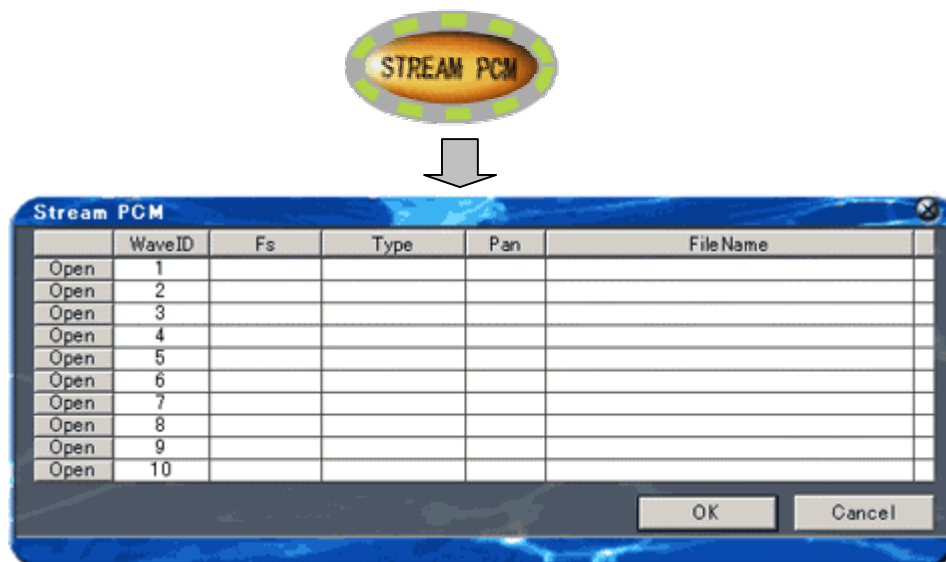 STREAM PCM
Stream PCM
WaveID Fs Type Pan FileName
Open 1
Open 2
Open 3
Open 4
Open 5
Open 6
Open 7
Open 8
Open 9
Open 10
OK Cancel